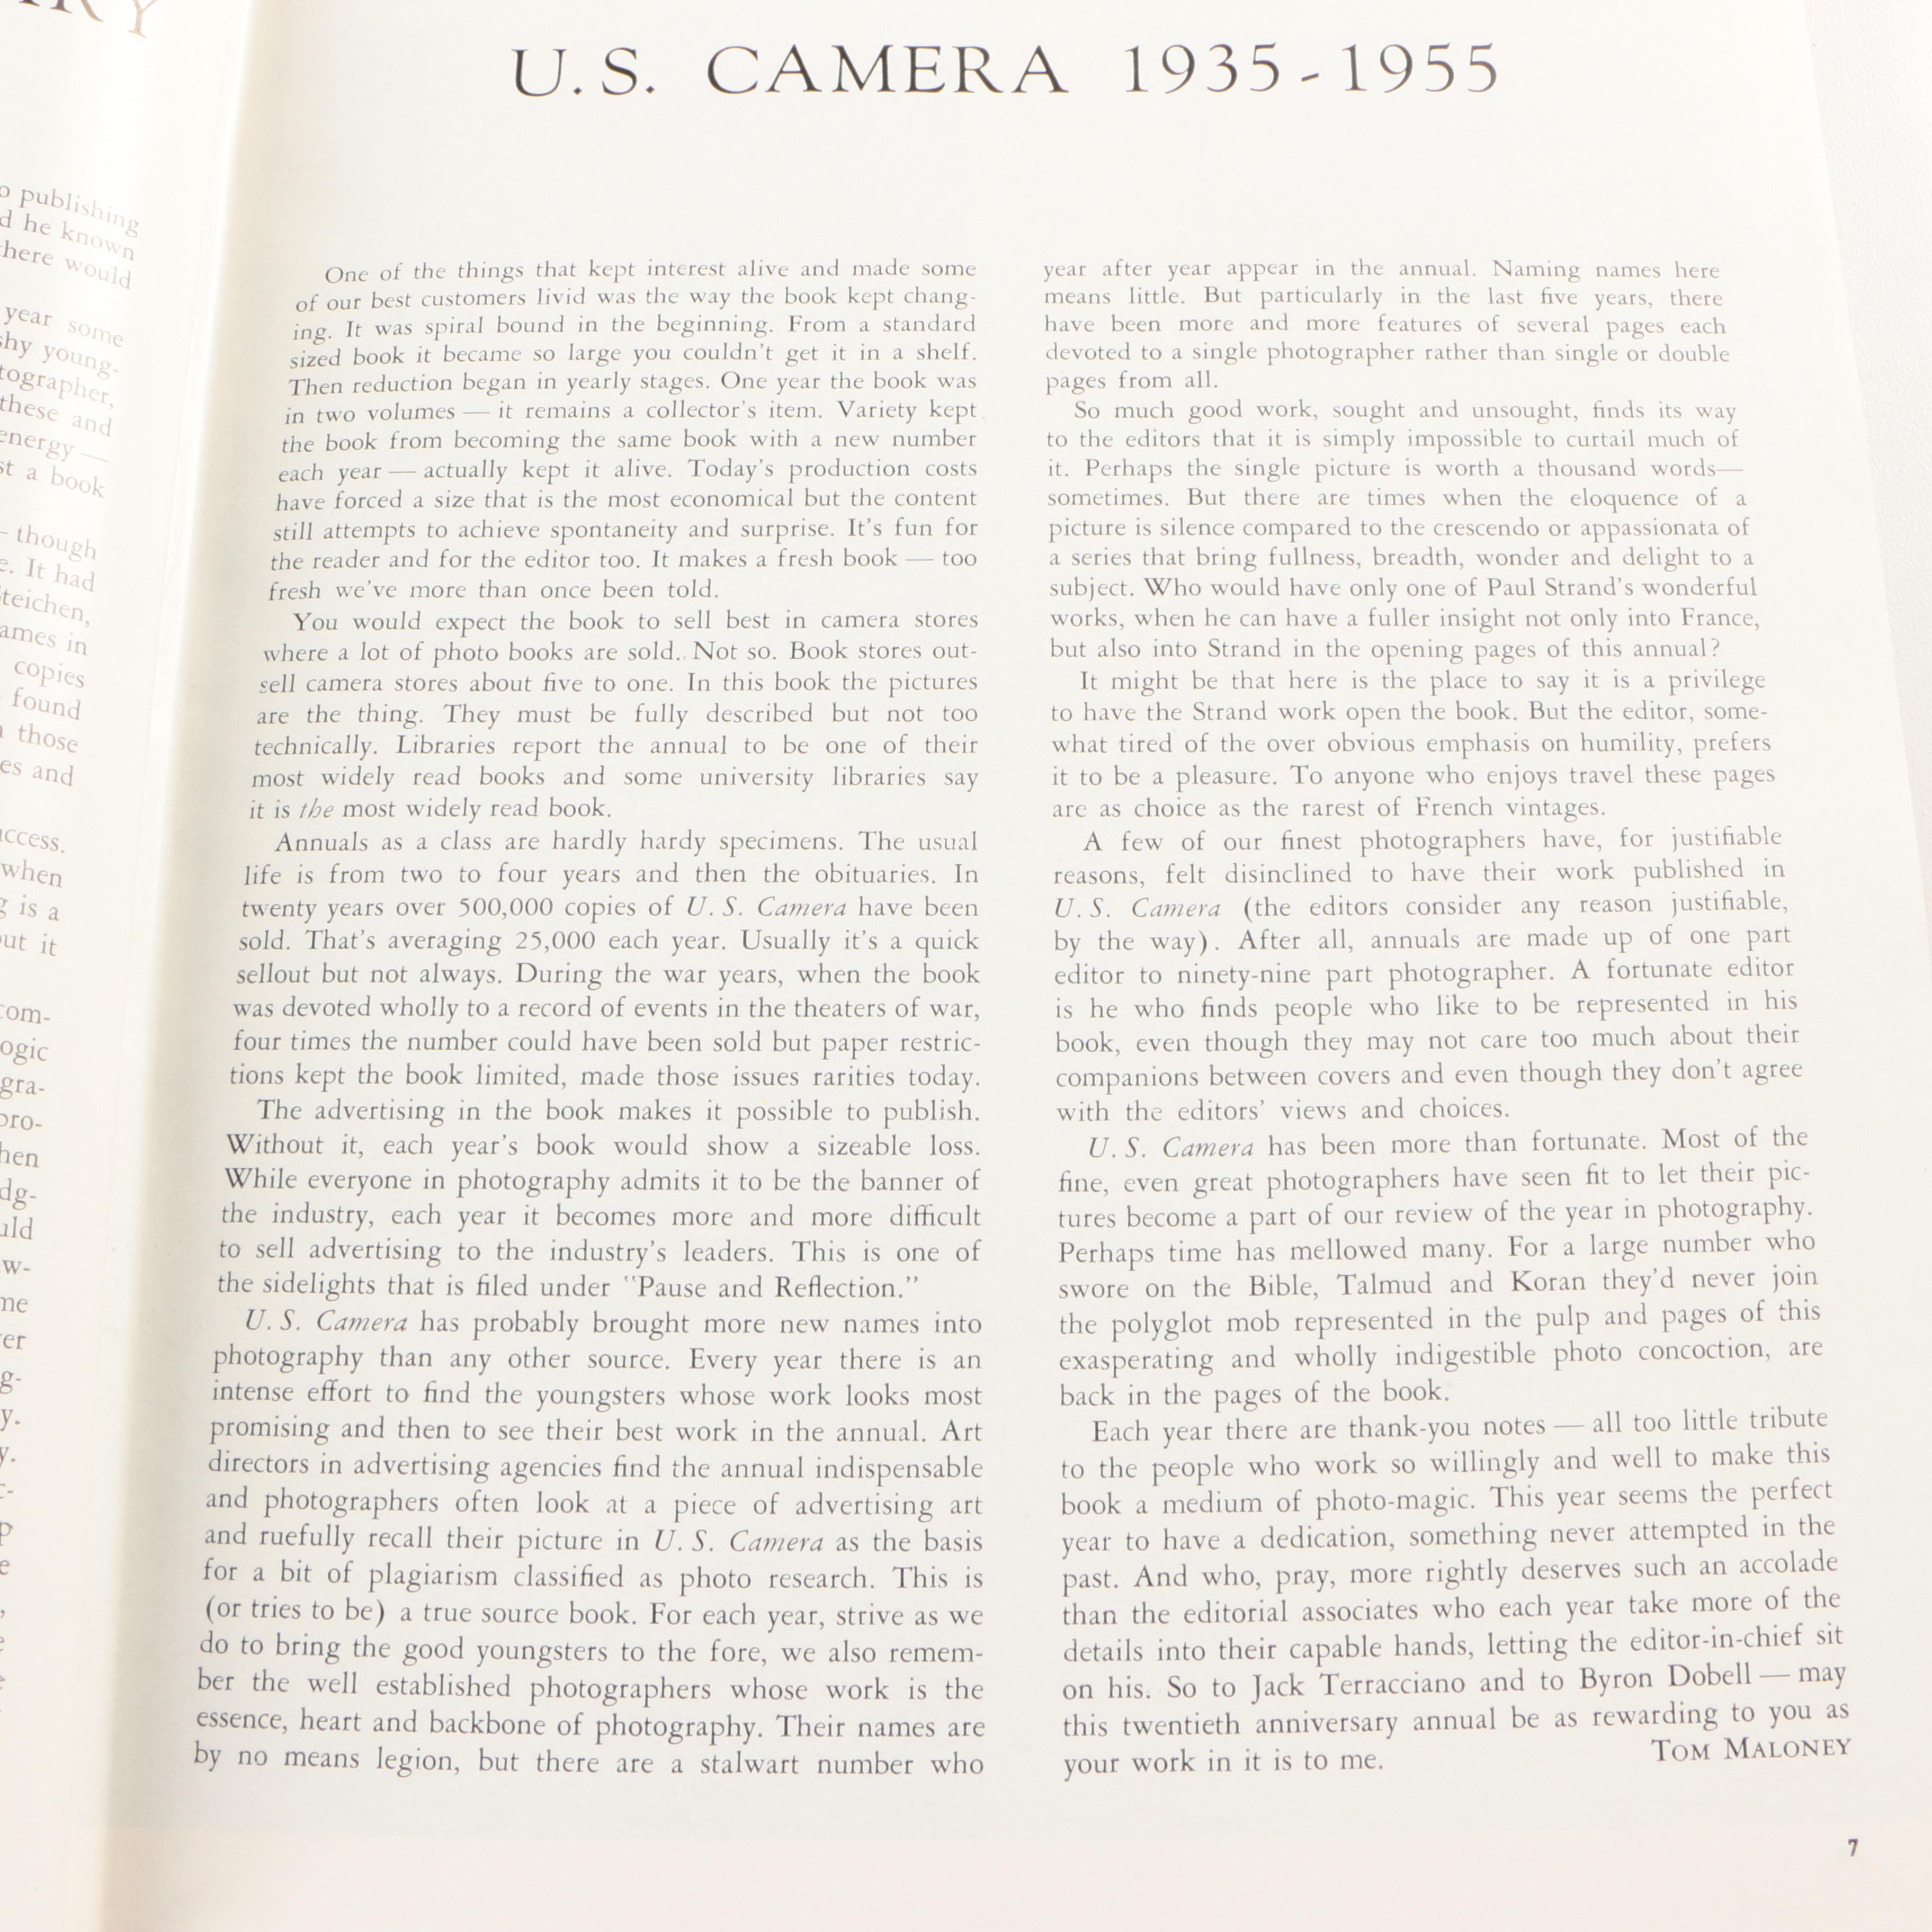 RY
o publishing
d he known
here would
year some
hy young-
tographer,
these and
energy —
st a book
— though
e. It had
teichen,
ames in
copies
found
those
es and
ccess.
when
g is a
out it
com-
ogic
gra-
pro-
hen
dg-
uld
w-
me
er
g-
y.
y.
p
e
U.S. CAMERA 1935-1955
One of the things that kept interest alive and made some
of our best customers livid was the way the book kept chang-
ing. It was spiral bound in the beginning. From a standard
sized book it became so large you couldn't get it in a shelf.
Then reduction began in yearly stages. One year the book was
in two volumes — it remains a collector's item. Variety kept
the book from becoming the same book with a new number
each year — actually kept it alive. Today's production costs
have forced a size that is the most economical but the content
still attempts to achieve spontaneity and surprise. It's fun for
the reader and for the editor too. It makes a fresh book — too
fresh we've more than once been told.
You would expect the book to sell best in camera stores
where a lot of photo books are sold. Not so. Book stores out-
sell camera stores about five to one. In this book the pictures
are the thing. They must be fully described but not too
technically. Libraries report the annual to be one of their
most widely read books and some university libraries say
it is the most widely read book.
Annuals as a class are hardly hardy specimens. The usual
life is from two to four years and then the obituaries. In
twenty years over 500,000 copies of U. S. Camera have been
sold. That's averaging 25,000 each year. Usually it's a quick
sellout but not always. During the war years, when the book
was devoted wholly to a record of events in the theaters of war,
four times the number could have been sold but paper restric-
tions kept the book limited, made those issues rarities today.
The advertising in the book makes it possible to publish.
Without it, each year's book would show a sizeable loss.
While everyone in photography admits it to be the banner of
the industry, each year it becomes more and more difficult
to sell advertising to the industry's leaders. This is one of
the sidelights that is filed under "Pause and Reflection."
U. S. Camera has probably brought more new names into
photography than any other source. Every year there is an
intense effort to find the youngsters whose work looks most
promising and then to see their best work in the annual. Art
directors in advertising agencies find the annual indispensable
and photographers often look at a piece of advertising art
and ruefully recall their picture in U. S. Camera as the basis
for a bit of plagiarism classified as photo research. This is
(or tries to be) a true source book. For each year, strive as we
do to bring the good youngsters to the fore, we also remem-
ber the well established photographers whose work is the
essence, heart and backbone of photography. Their names are
by no means legion, but there are a stalwart number who
year after year appear in the annual. Naming names here
means little. But particularly in the last five years, there
have been more and more features of several pages each
devoted to a single photographer rather than single or double
pages from all.
So much good work, sought and unsought, finds its way
to the editors that it is simply impossible to curtail much of
it. Perhaps the single picture is worth a thousand words—
sometimes. But there are times when the eloquence of a
picture is silence compared to the crescendo or appassionata of
a series that bring fullness, breadth, wonder and delight to a
subject. Who would have only one of Paul Strand's wonderful
works, when he can have a fuller insight not only into France,
but also into Strand in the opening pages of this annual?
It might be that here is the place to say it is a privilege
to have the Strand work open the book. But the editor, some-
what tired of the over obvious emphasis on humility, prefers
it to be a pleasure. To anyone who enjoys travel these pages
are as choice as the rarest of French vintages.
A few of our finest photographers have, for justifiable
reasons, felt disinclined to have their work published in
U. S. Camera (the editors consider any reason justifiable,
by the way). After all, annuals are made up of one part
editor to ninety-nine part photographer. A fortunate editor
is he who finds people who like to be represented in his
book, even though they may not care too much about their
companions between covers and even though they don't agree
with the editors' views and choices.
U. S. Camera has been more than fortunate. Most of the
fine, even great photographers have seen fit to let their pic-
tures become a part of our review of the year in photography.
Perhaps time has mellowed many. For a large number who
swore on the Bible, Talmud and Koran they'd never join
the polyglot mob represented in the pulp and pages of this
exasperating and wholly indigestible photo concoction, are
back in the pages of the book.
Each year there are thank-you notes — all too little tribute
to the people who work so willingly and well to make this
book a medium of photo-magic. This year seems the perfect
year to have a dedication, something never attempted in the
past. And who, pray, more rightly deserves such an accolade
than the editorial associates who each year take more of the
details into their capable hands, letting the editor-in-chief sit
on his. So to Jack Terracciano and to Byron Dobell — may
this twentieth anniversary annual be as rewarding to you as
your work in it is to me.
TOM MALONEY
7